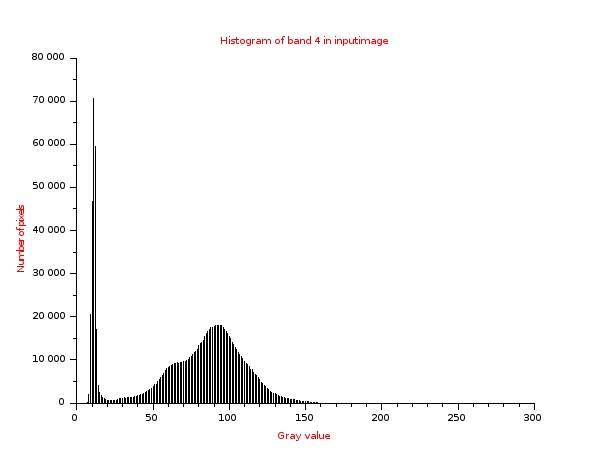 Histogram of band 4 in inputimage
80 000
70 000
60 000
50 000
40 000
30 000
20 000
10 000
0
Number of pixels
0 50 100 150 200 250 300
Gray value